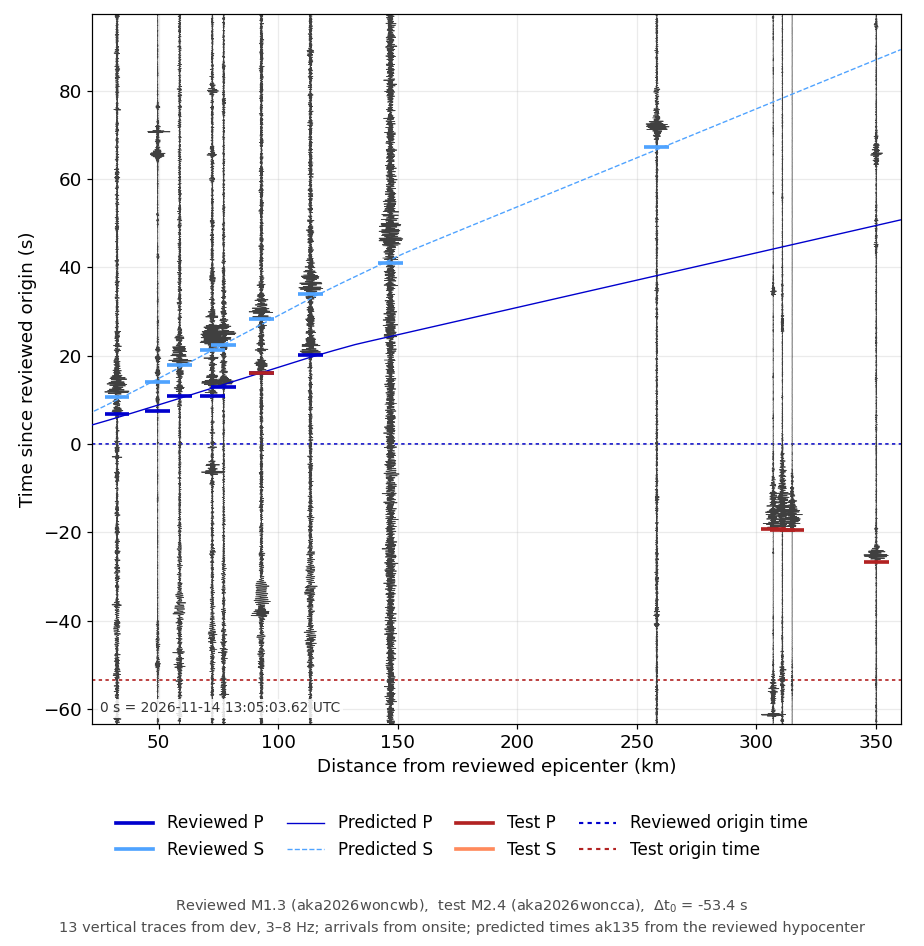 80
60
40
20
0
−20
−40
−60
Time since reviewed origin (s)
0 s = 2026-11-14 13:05:03.62 UTC
50 100 150 200 250 300 350
Distance from reviewed epicenter (km)
Reviewed P Predicted P Test P Reviewed origin time
Reviewed S Predicted S Test S Test origin time
Reviewed M1.3 (aka2026woncwb), test M2.4 (aka2026woncca), Δt0 = -53.4 s
13 vertical traces from dev, 3–8 Hz; arrivals from onsite; predicted times ak135 from the reviewed hypocenter